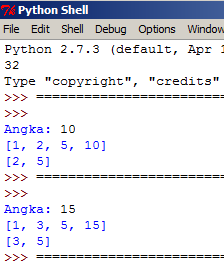 Python Shell
File Edit Shell Debug Options Window
Python 2.7.3 (default, Apr 1
32
Type "copyright", "credits"
>>> ==========================
>>>
Angka: 10
[1, 2, 5, 10]
[2, 5]
>>> ==========================
>>>
Angka: 15
[1, 3, 5, 15]
[3, 5]
>>> ==========================